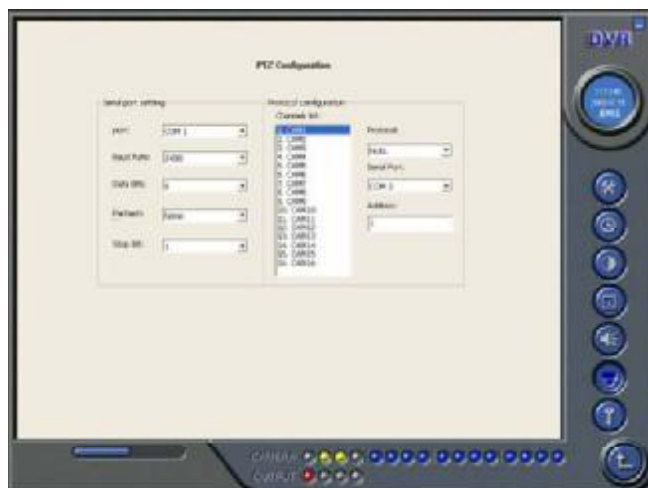 DVR
PTZ Configuration
Serial port setting
Protocol configuration
Channels list:
port: COM 1
Baud Rate: 2400
Data Bits: 8
Stop Bit: 1
1. CAM1
2. CAM2
3. CAM3
4. CAM4
5. CAM5
6. CAM6
7. CAM7
8. CAM8
9. CAM9
10. CAM10
11. CAM11
12. CAM12
13. CAM13
14. CAM14
15. CAM15
16. CAM16
Protocol:
Serial Port:
COM 1
Address:
1
CAMERA
OUTPUT